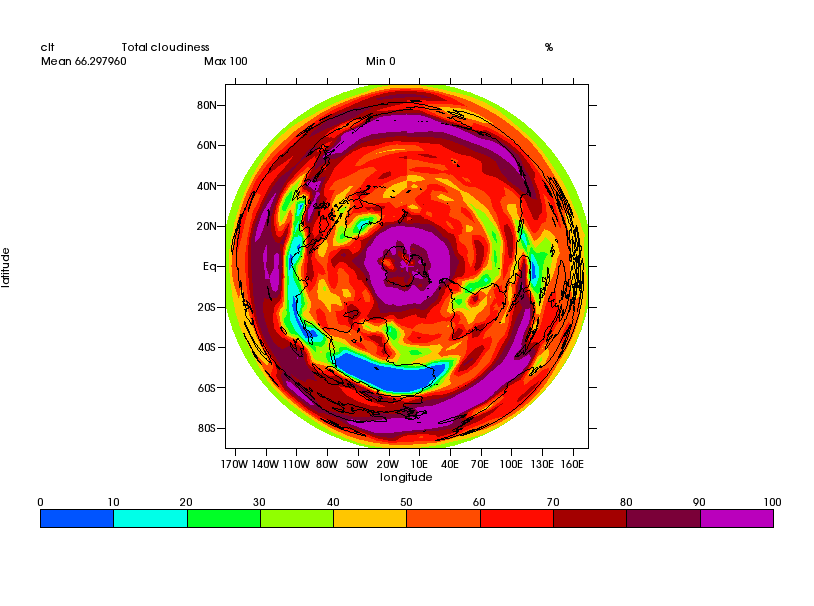 clt Total cloudiness %
Mean 66.297960 Max 100 Min 0
80N
60N
40N
20N
Eq
20S
40S
60S
80S
latitude
170W 140W 110W 80W 50W 20W 10E 40E 70E 100E 130E 160E
longitude
0 10 20 30 40 50 60 70 80 90 100